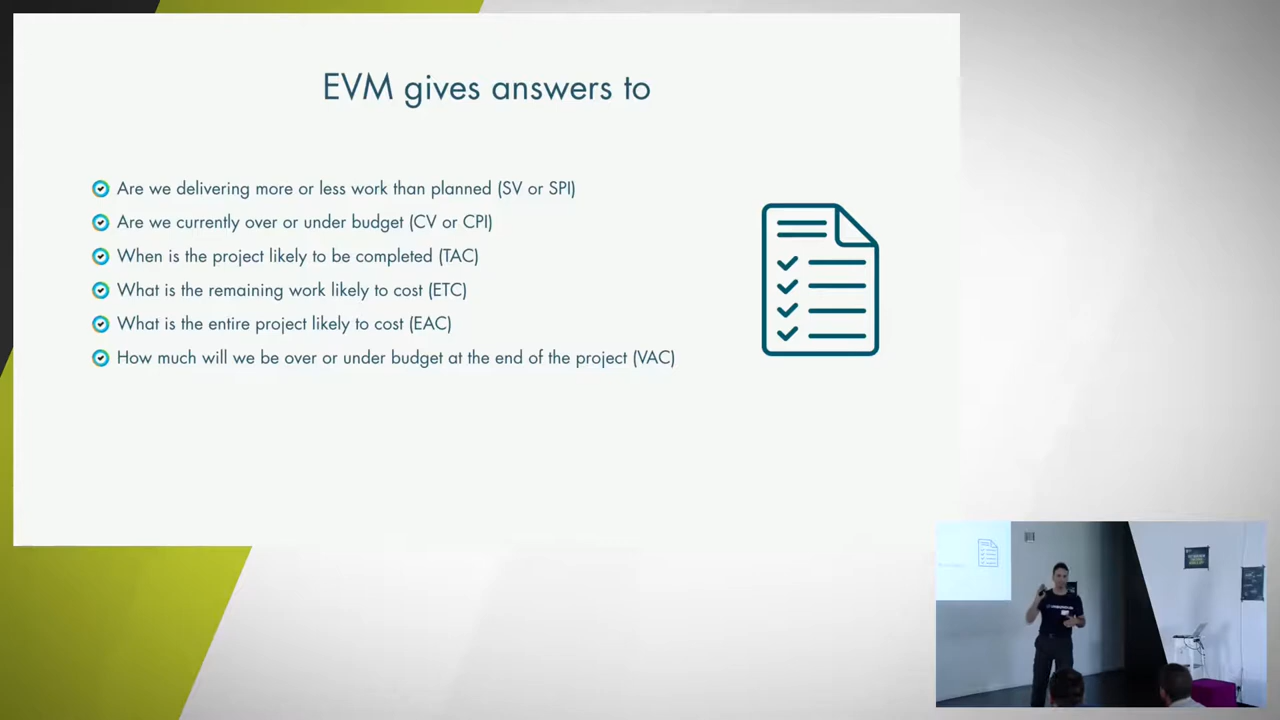 EVM gives answers to
Are we delivering more or less work than planned (SV or SPI)
Are we currently over or under budget (CV or CPI)
When is the project likely to be completed (TAC)
What is the remaining work likely to cost (ETC)
What is the entire project likely to cost (EAC)
How much will we be over or under budget at the end of the project (VAC)